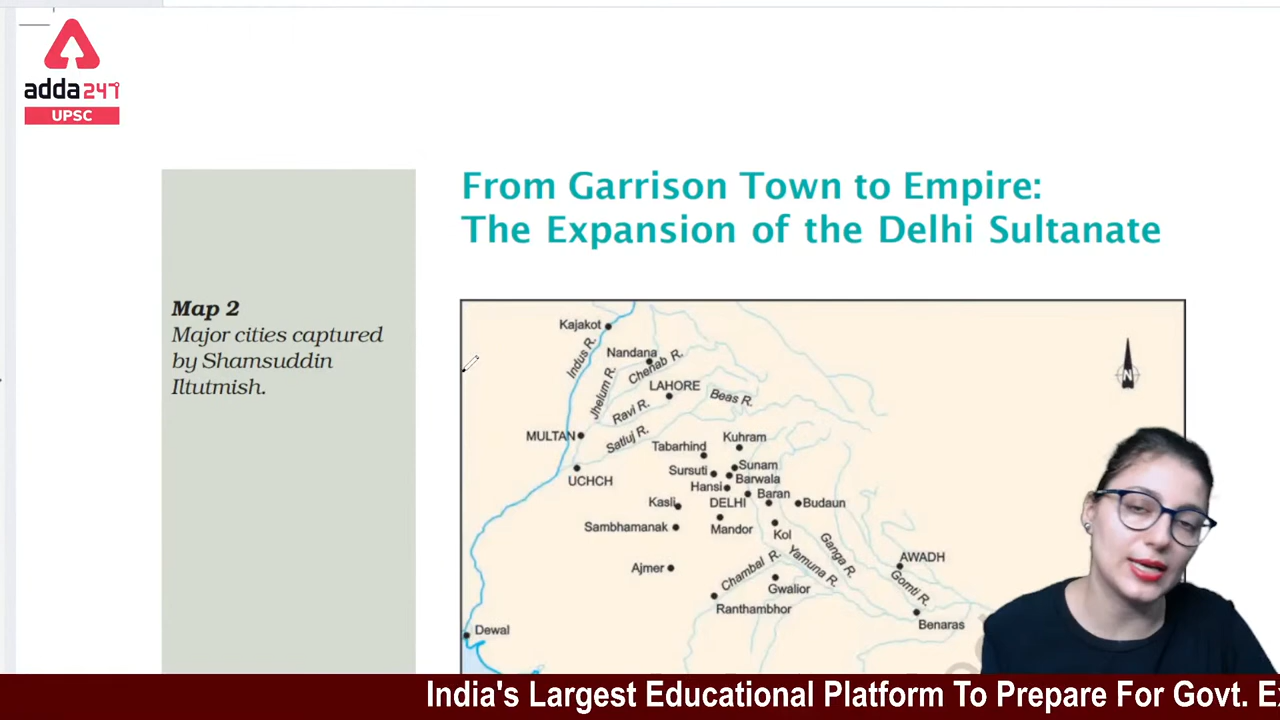 adda247
UPSC
From Garrison Town to Empire:
The Expansion of the Delhi Sultanate
Map 2
Major cities captured
by Shamsuddin
Iltutmish.
Kajakot
Indus R.
Nandana
Chenab R.
Jhelum R.
LAHORE
Ravi R.
Beas R.
MULTAN
Satluj R.
Tabarhind
Kuhram
UCHCH
Sursuti
Sunam
Barwala
Hansi
Kasli
DELHI
Baran
Budaun
Sambhamanak
Mandor
Kol
Ajmer
Chambal R.
Yamuna R.
Ganga R.
AWADH
Gomti R.
Gwalior
Ranthambhor
Benaras
Dewal
N
India's Largest Educational Platform To Prepare For Govt. E